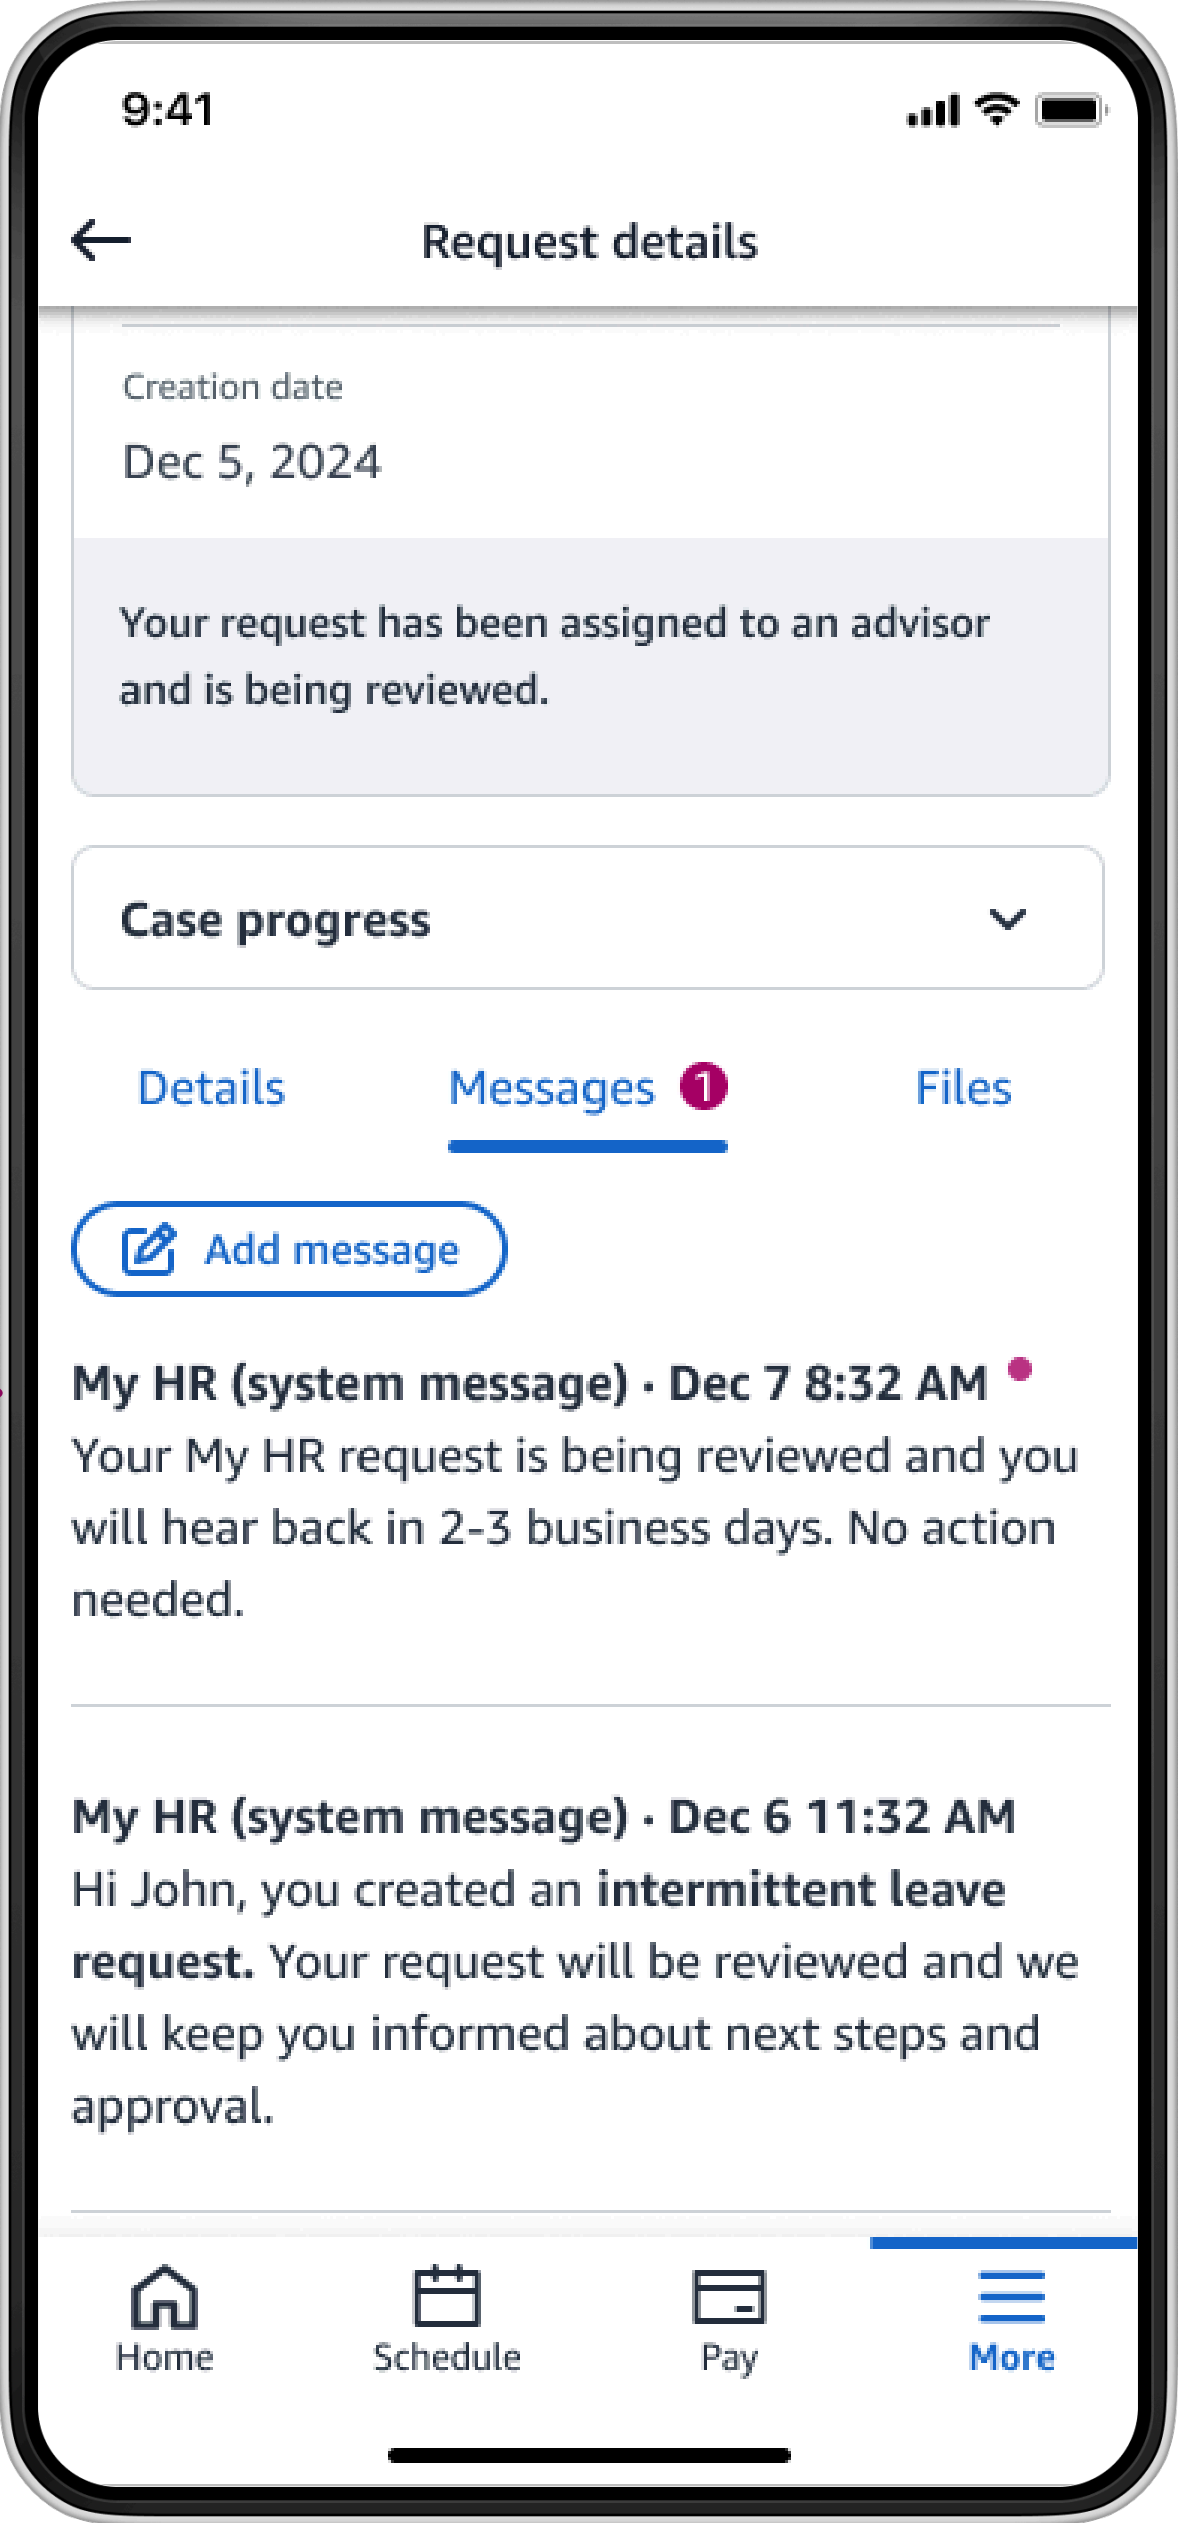 9:41
Request details
Creation date
Dec 5, 2024
Your request has been assigned to an advisor
and is being reviewed.
Case progress
Details
Messages 1
Files
Add message
My HR (system message) · Dec 7 8:32 AM
Your My HR request is being reviewed and you
will hear back in 2-3 business days. No action
needed.
My HR (system message) · Dec 6 11:32 AM
Hi John, you created an intermittent leave
request. Your request will be reviewed and we
will keep you informed about next steps and
approval.
Home
Schedule
Pay
More